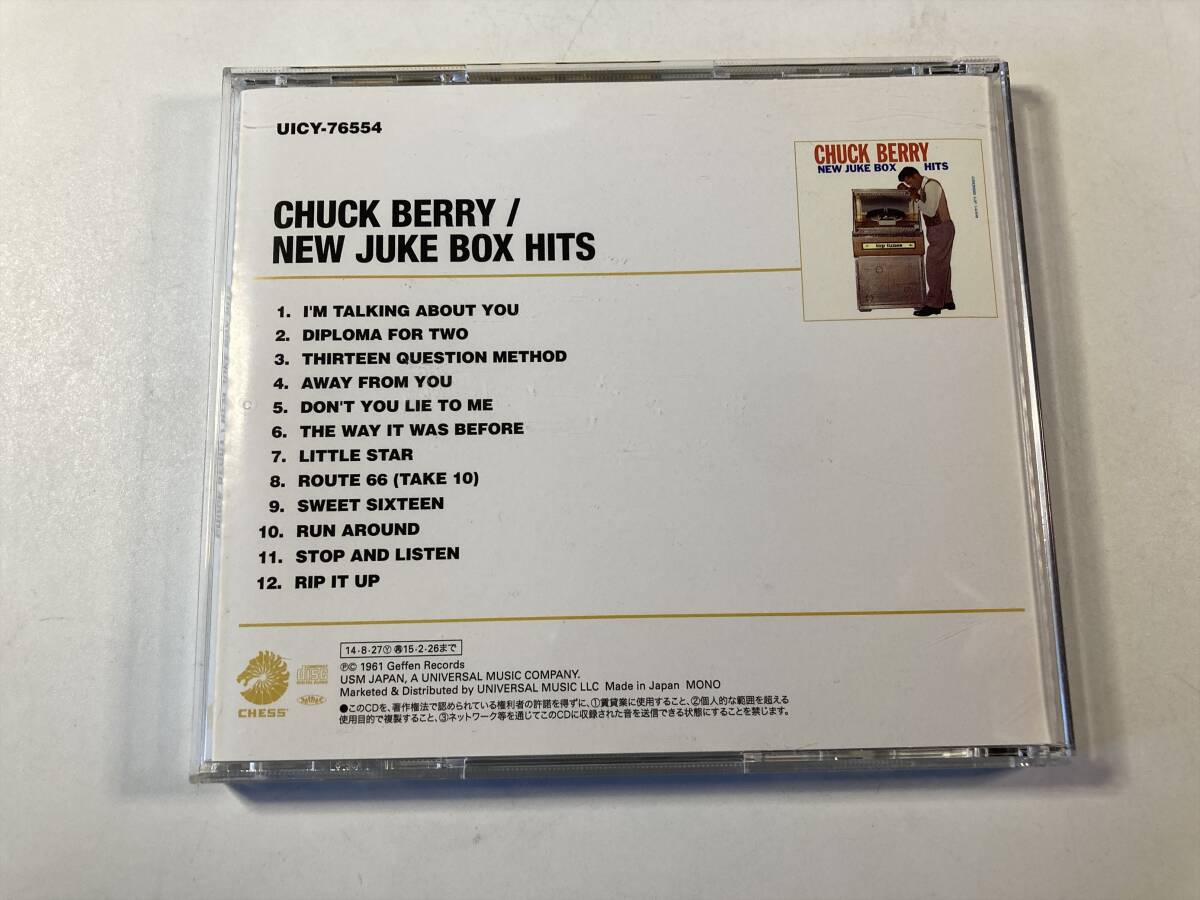 UICY-76554
CHUCK BERRY
NEW JUKE BOX HITS
top tunes
CHUCK BERRY /
NEW JUKE BOX HITS
1. I'M TALKING ABOUT YOU
2. DIPLOMA FOR TWO
3. THIRTEEN QUESTION METHOD
4. AWAY FROM YOU
5. DON'T YOU LIE TO ME
6. THE WAY IT WAS BEFORE
7. LITTLE STAR
8. ROUTE 66 (TAKE 10)
9. SWEET SIXTEEN
10. RUN AROUND
11. STOP AND LISTEN
12. RIP IT UP
14·8·27Ⓨ㊕15·2·26まで
℗© 1961 Geffen Records
USM JAPAN, A UNIVERSAL MUSIC COMPANY.
Marketed & Distributed by UNIVERSAL MUSIC LLC Made in Japan MONO
●このCDを、著作権法で認められている権利者の許諾を得ずに、①賃貸業に使用すること、②個人的な範囲を超える
使用目的で複製すること、③ネットワーク等を通じてこのCDに収録された音を送信できる状態にすることを禁じます。
CHESS
disc